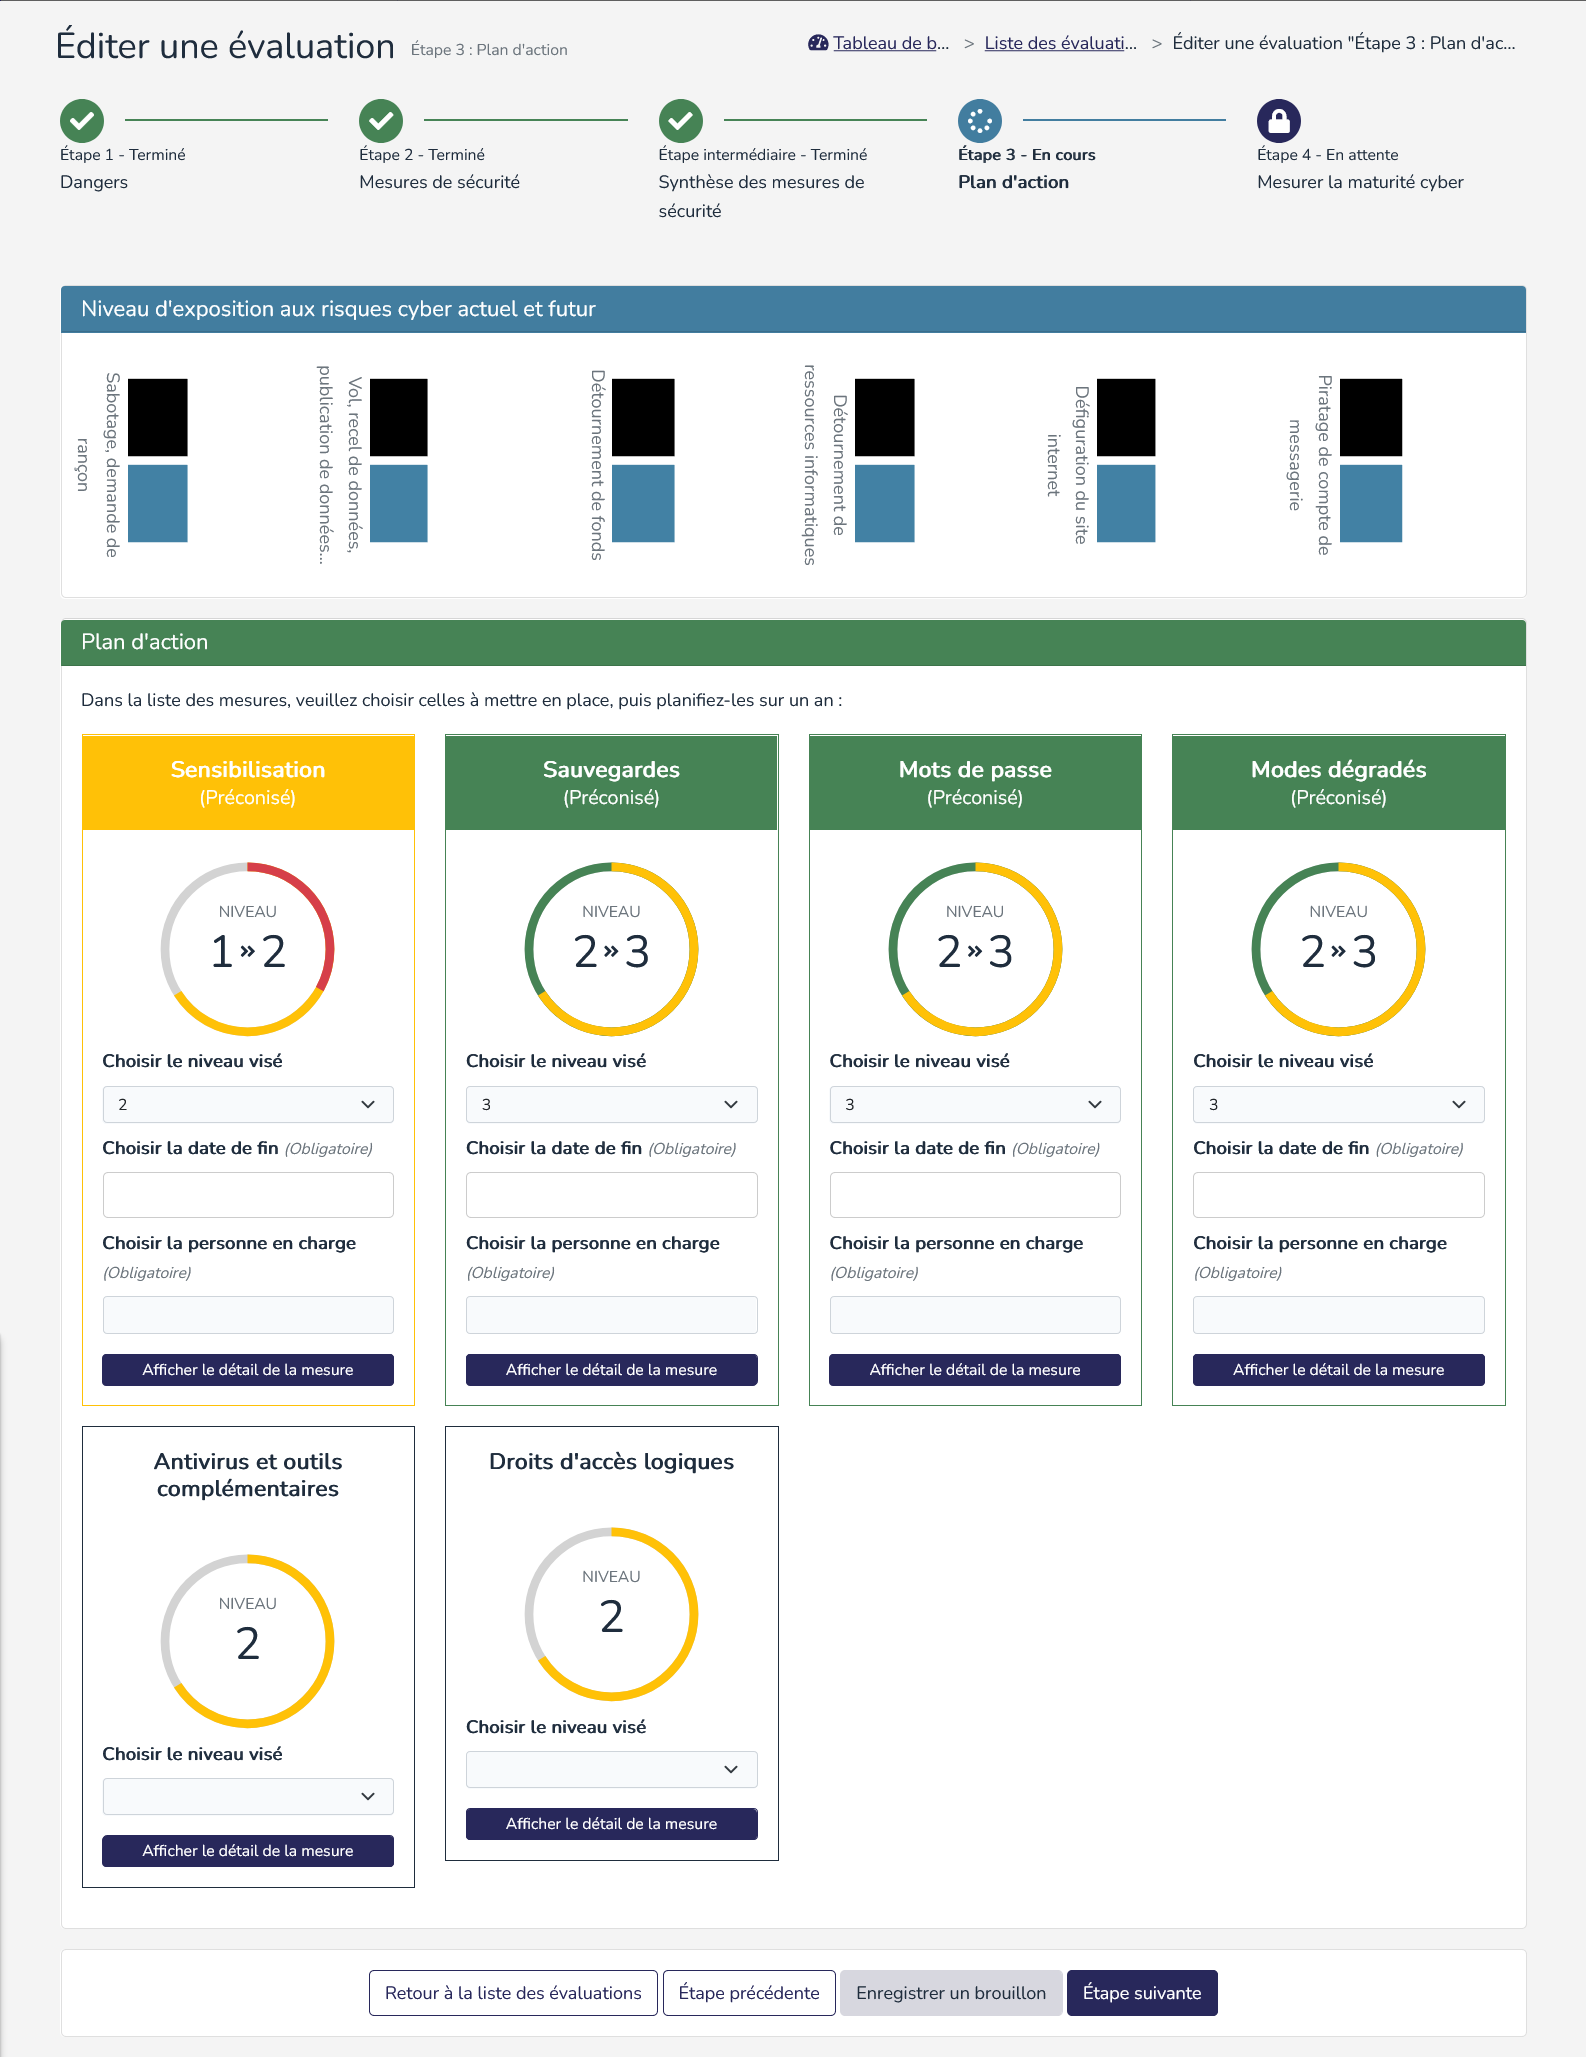 Éditer une évaluation Étape 3 : Plan d'action
Tableau de b... > Liste des évaluati... > Éditer une évaluation "Étape 3 : Plan d'ac...
Étape 1 - Terminé
Dangers
Étape 2 - Terminé
Mesures de sécurité
Étape intermédiaire - Terminé
Synthèse des mesures de
sécurité
Étape 3 - En cours
Plan d'action
Étape 4 - En attente
Mesurer la maturité cyber
Niveau d'exposition aux risques cyber actuel et futur
Sabotage, demande de
rançon
Vol, recel de données,
publication de données...
Détournement de fonds
Détournement de
ressources informatiques
Défiguration du site
internet
Piratage de compte de
messagerie
Plan d'action
Dans la liste des mesures, veuillez choisir celles à mettre en place, puis planifiez-les sur un an :
Sensibilisation
(Préconisé)
NIVEAU
1 » 2
Choisir le niveau visé
2
Choisir la date de fin (Obligatoire)
Choisir la personne en charge
(Obligatoire)
Afficher le détail de la mesure
Sauvegardes
(Préconisé)
NIVEAU
2 » 3
Choisir le niveau visé
3
Choisir la date de fin (Obligatoire)
Choisir la personne en charge
(Obligatoire)
Afficher le détail de la mesure
Mots de passe
(Préconisé)
NIVEAU
2 » 3
Choisir le niveau visé
3
Choisir la date de fin (Obligatoire)
Choisir la personne en charge
(Obligatoire)
Afficher le détail de la mesure
Modes dégradés
(Préconisé)
NIVEAU
2 » 3
Choisir le niveau visé
3
Choisir la date de fin (Obligatoire)
Choisir la personne en charge
(Obligatoire)
Afficher le détail de la mesure
Antivirus et outils
complémentaires
NIVEAU
2
Choisir le niveau visé
Afficher le détail de la mesure
Droits d'accès logiques
NIVEAU
2
Choisir le niveau visé
Afficher le détail de la mesure
Retour à la liste des évaluations
Étape précédente
Enregistrer un brouillon
Étape suivante